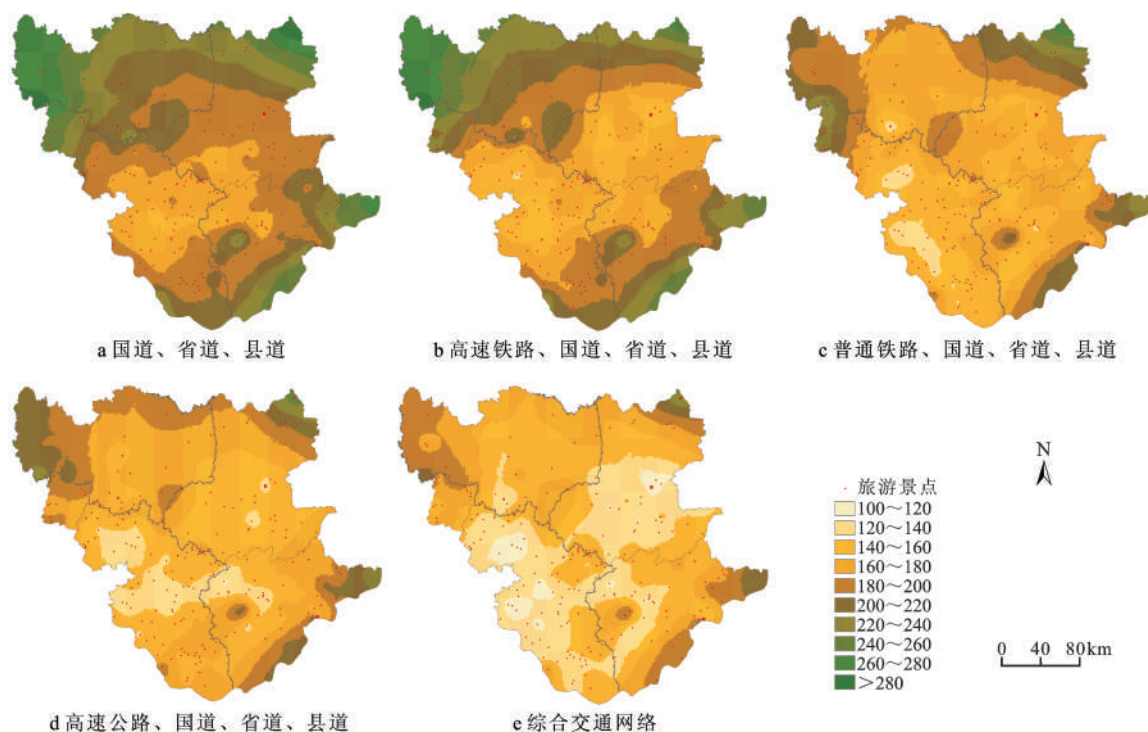 a 国道、省道、县道
b 高速铁路、国道、省道、县道
c 普通铁路、国道、省道、县道
d 高速公路、国道、省道、县道
e 综合交通网络
N
旅游景点
100～120
120～140
140～160
160～180
180～200
200～220
220～240
240～260
260～280
>280
0 40 80km